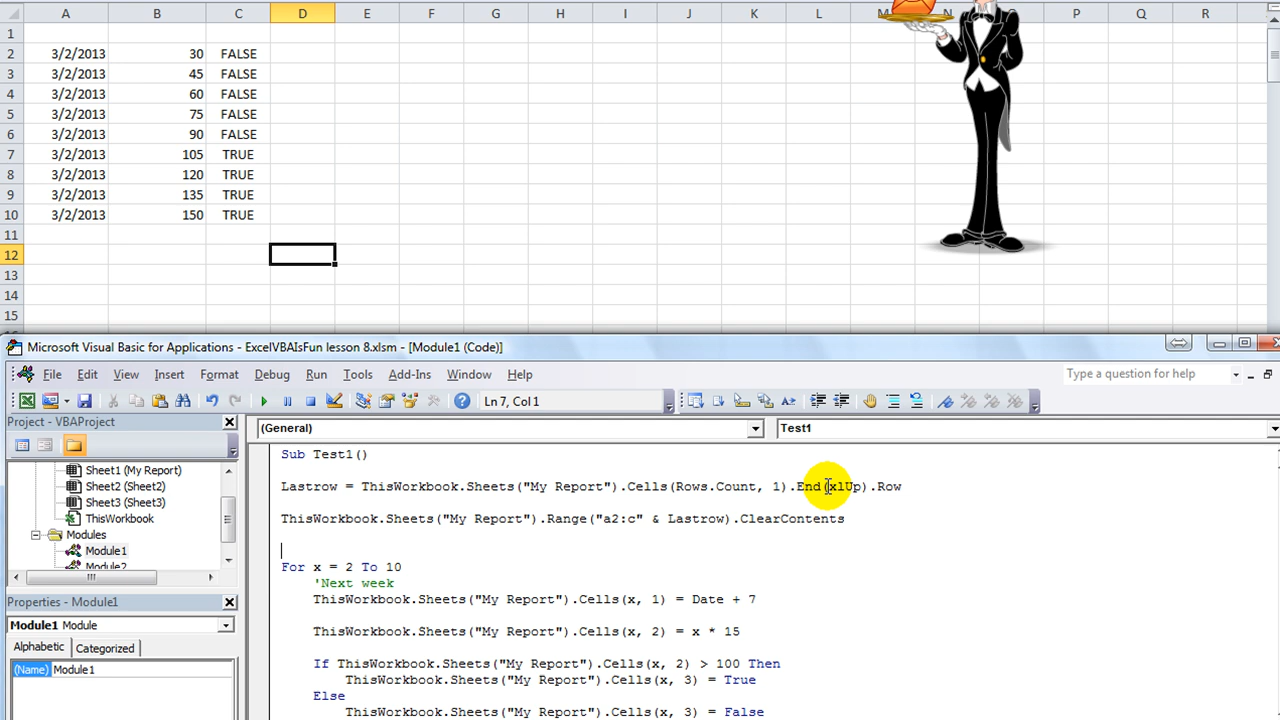 A B C D E F G H I J K L M N P Q R
1
2 3/2/2013 30 FALSE
3 3/2/2013 45 FALSE
4 3/2/2013 60 FALSE
5 3/2/2013 75 FALSE
6 3/2/2013 90 FALSE
7 3/2/2013 105 TRUE
8 3/2/2013 120 TRUE
9 3/2/2013 135 TRUE
10 3/2/2013 150 TRUE
11
12
13
14
15
Microsoft Visual Basic for Applications - ExcelVBAIsFun lesson 8.xlsm - [Module1 (Code)]
File Edit View Insert Format Debug Run Tools Add-Ins Window Help Type a question for help
Ln 7, Col 1
Project - VBAProject
(General) Test1
Sheet1 (My Report)
Sheet2 (Sheet2)
Sheet3 (Sheet3)
ThisWorkbook
Modules
Module1
Module2
Properties - Module1
Module1 Module
Alphabetic Categorized
(Name) Module1
Sub Test1()
Lastrow = ThisWorkbook.Sheets("My Report").Cells(Rows.Count, 1).End(xlUp).Row
ThisWorkbook.Sheets("My Report").Range("a2:c" & Lastrow).ClearContents
For x = 2 To 10
'Next week
ThisWorkbook.Sheets("My Report").Cells(x, 1) = Date + 7
ThisWorkbook.Sheets("My Report").Cells(x, 2) = x * 15
If ThisWorkbook.Sheets("My Report").Cells(x, 2) > 100 Then
ThisWorkbook.Sheets("My Report").Cells(x, 3) = True
Else
ThisWorkbook.Sheets("My Report").Cells(x, 3) = False